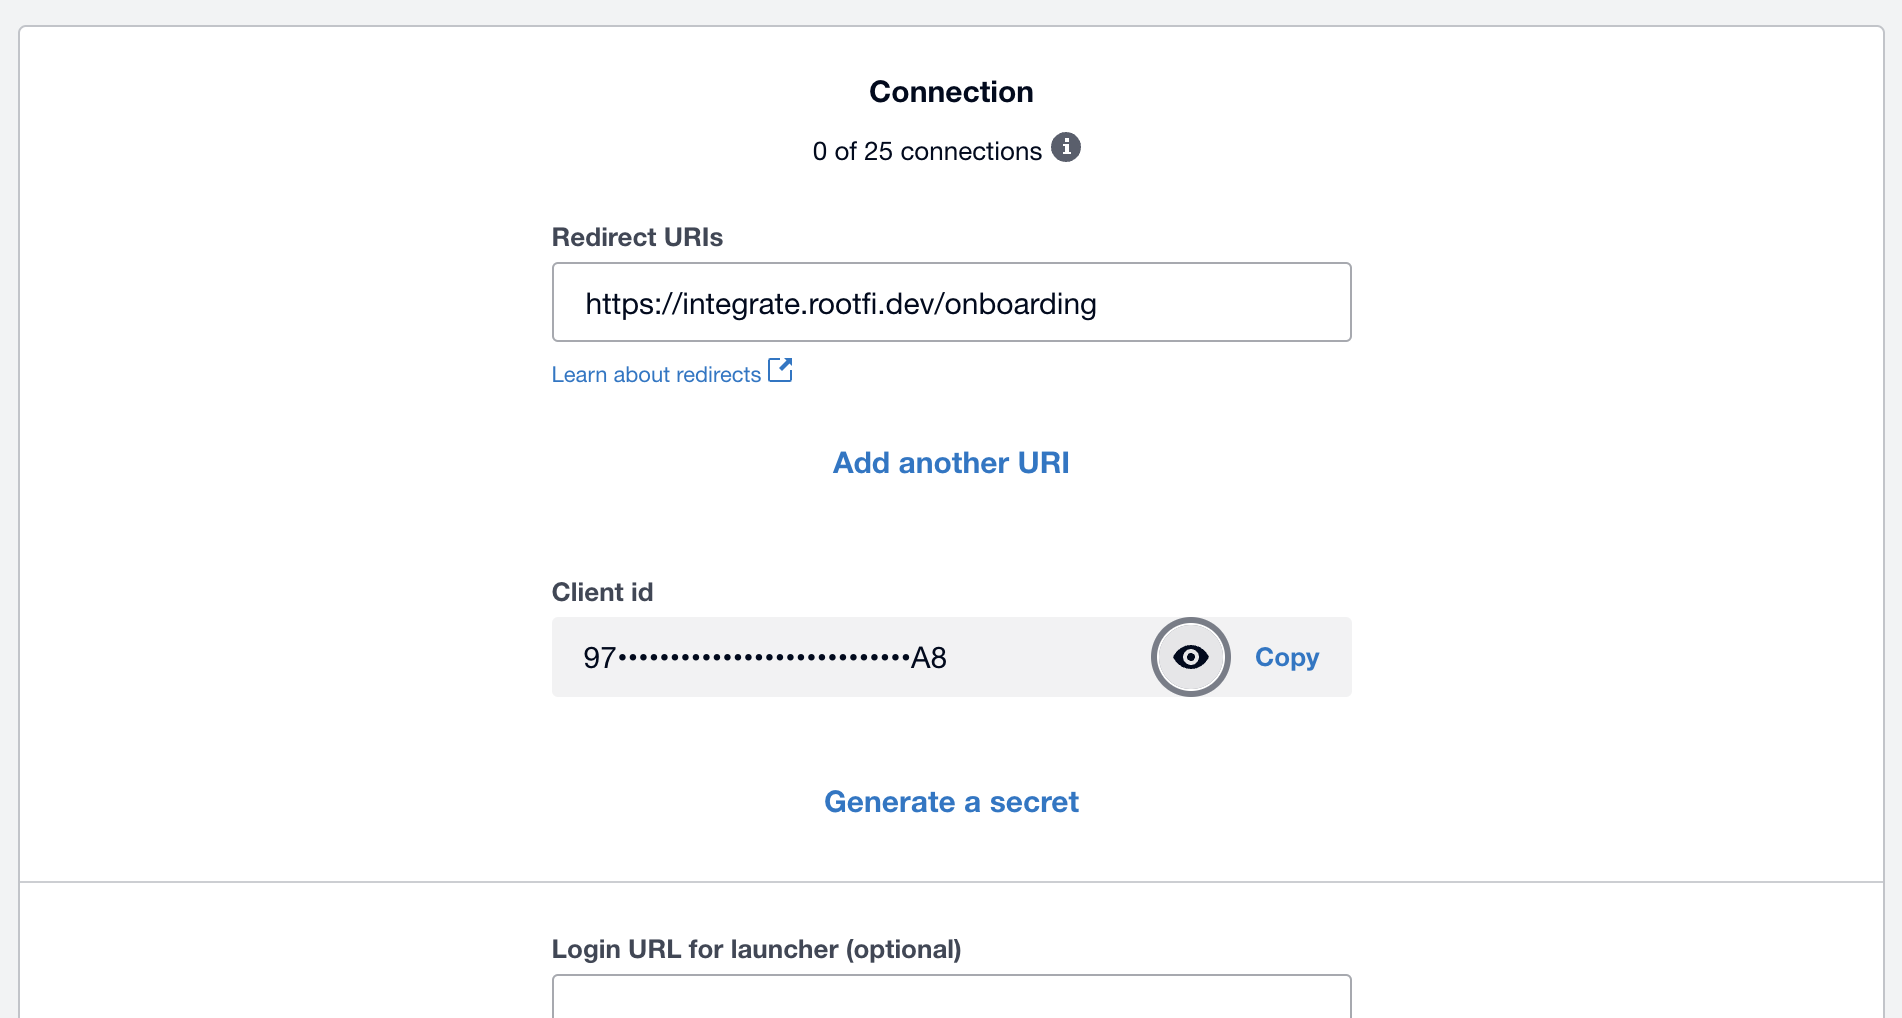 Connection
0 of 25 connections
Redirect URIs
https://integrate.rootfi.dev/onboarding
Learn about redirects
Add another URI
Client id
97••••••••••••••••••••••••••••A8
Copy
Generate a secret
Login URL for launcher (optional)